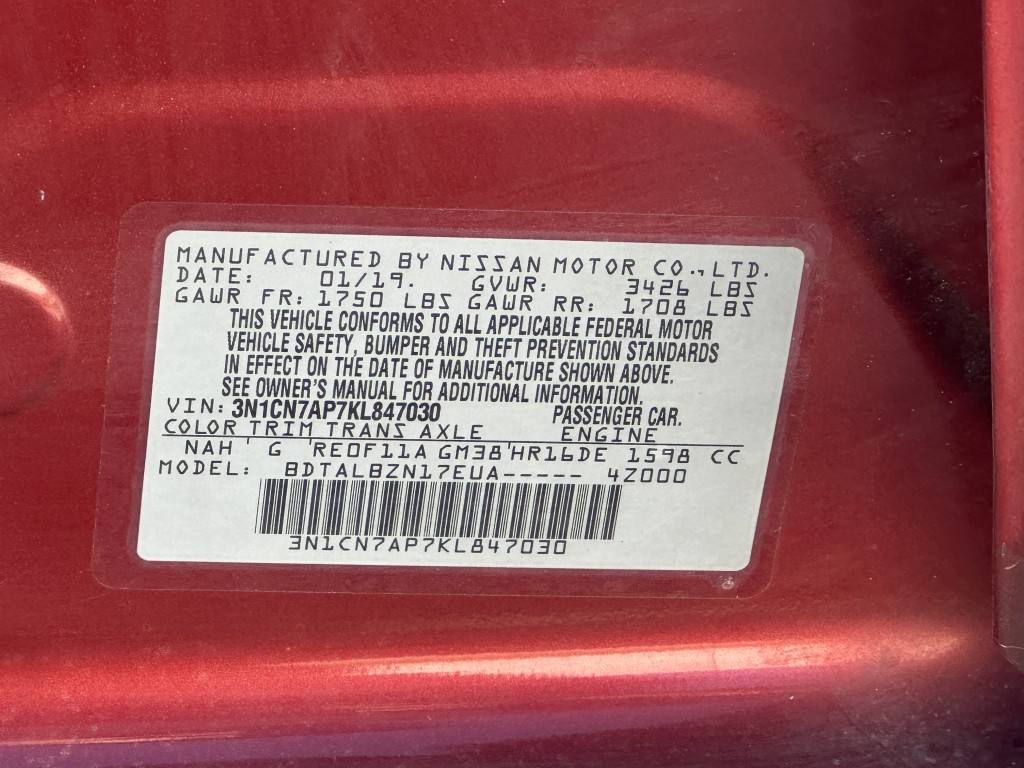 MANUFACTURED BY NISSAN MOTOR CO., LTD.
DATE: 01/19. GVWR: 3426 LBS
GAWR FR: 1750 LBS GAWR RR: 1708 LBS
THIS VEHICLE CONFORMS TO ALL APPLICABLE FEDERAL MOTOR
VEHICLE SAFETY, BUMPER AND THEFT PREVENTION STANDARDS
IN EFFECT ON THE DATE OF MANUFACTURE SHOWN ABOVE.
SEE OWNER'S MANUAL FOR ADDITIONAL INFORMATION.
VIN: 3N1CN7AP7KL847030 PASSENGER CAR.
COLOR TRIM TRANS AXLE ENGINE
NAH ' G 'RE0F11A GM38'HR16DE 1598 CC
MODEL: BDTALBZN17EUA----- 4Z000
3N1CN7AP7KL847030